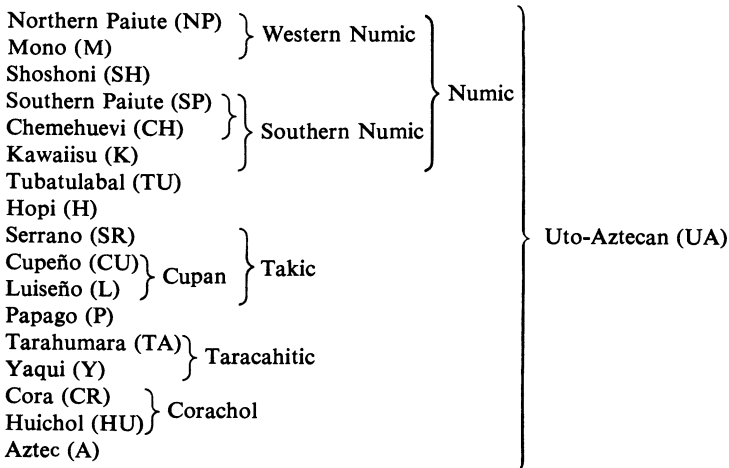 Northern Paiute (NP)
Mono (M)
Western Numic
Shoshoni (SH)
Southern Paiute (SP)
Chemehuevi (CH)
Kawaiisu (K)
Southern Numic
Numic
Tubatulabal (TU)
Hopi (H)
Serrano (SR)
Cupeño (CU)
Luiseño (L)
Cupan
Takic
Papago (P)
Tarahumara (TA)
Yaqui (Y)
Taracahitic
Cora (CR)
Huichol (HU)
Corachol
Aztec (A)
Uto-Aztecan (UA)